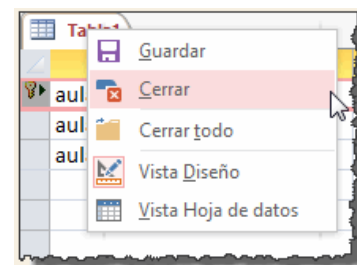 Tabla1
Guardar
Cerrar
Cerrar todo
Vista Diseño
Vista Hoja de datos
aul
aul
aul